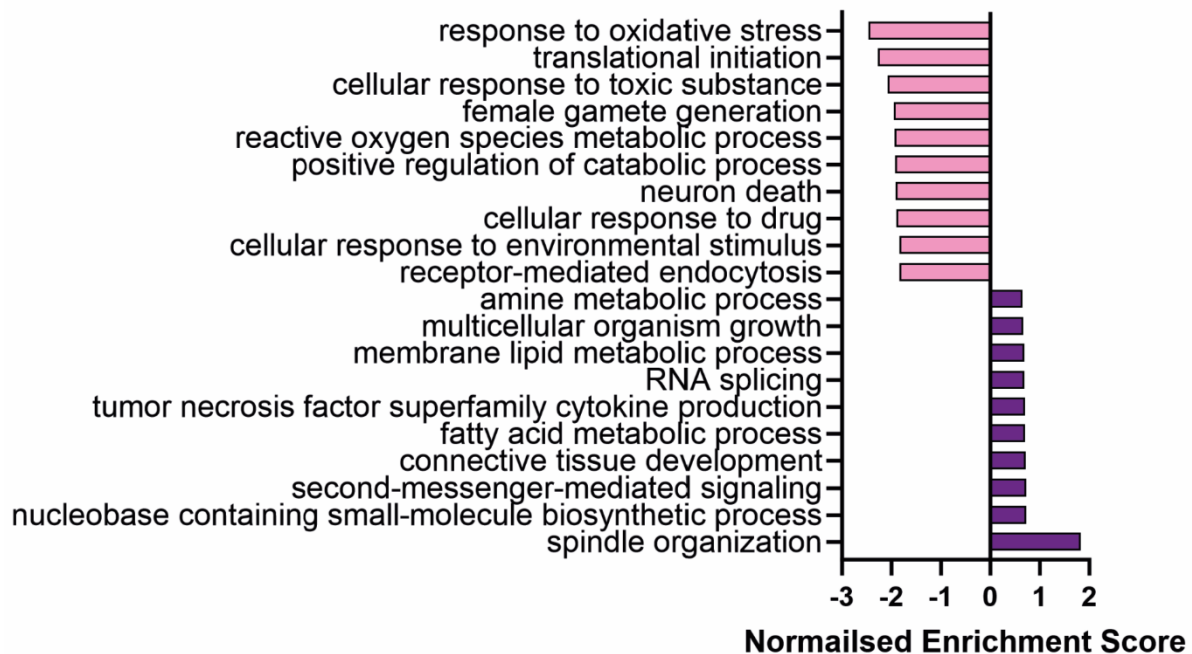 response to oxidative stress
translational initiation
cellular response to toxic substance
female gamete generation
reactive oxygen species metabolic process
positive regulation of catabolic process
neuron death
cellular response to drug
cellular response to environmental stimulus
receptor-mediated endocytosis
amine metabolic process
multicellular organism growth
membrane lipid metabolic process
RNA splicing
tumor necrosis factor superfamily cytokine production
fatty acid metabolic process
connective tissue development
second-messenger-mediated signaling
nucleobase containing small-molecule biosynthetic process
spindle organization
-3 -2 -1 0 1 2
Normailsed Enrichment Score